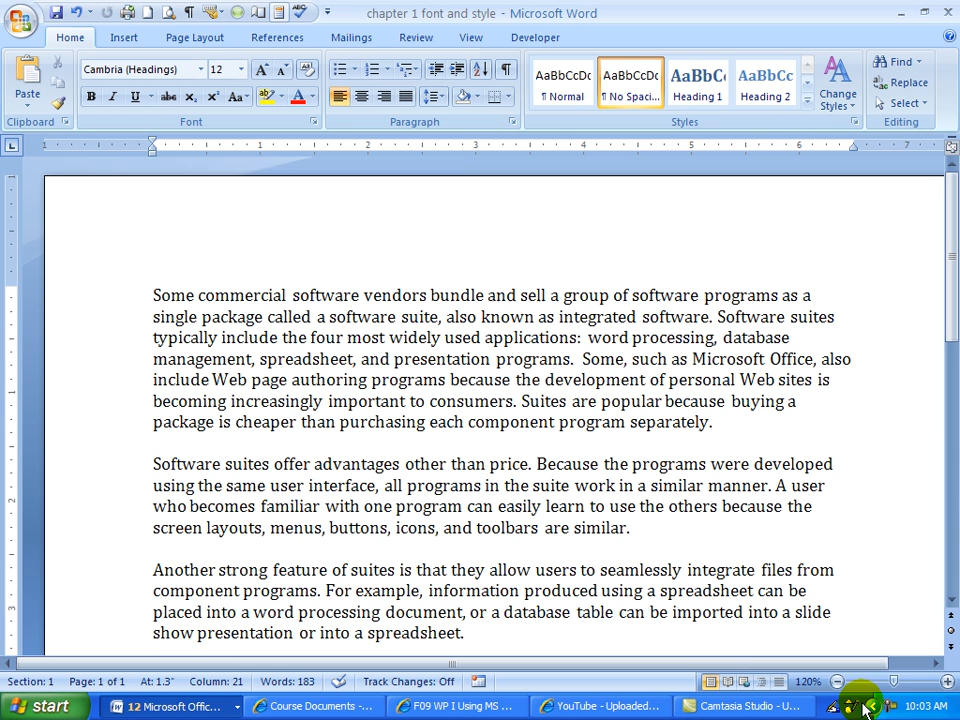 chapter 1 font and style - Microsoft Word
Home Insert Page Layout References Mailings Review View Developer
Cambria (Headings) 12
Paste
AaBbCcDc AaBbCcDc AaBbC AaBbCc
¶ Normal ¶ No Spaci... Heading 1 Heading 2
Change
Styles
Find
Replace
Select
Clipboard Font Paragraph Styles Editing
1 1 2 3 4 5 6 7
Some commercial software vendors bundle and sell a group of software programs as a
single package called a software suite, also known as integrated software. Software suites
typically include the four most widely used applications: word processing, database
management, spreadsheet, and presentation programs. Some, such as Microsoft Office, also
include Web page authoring programs because the development of personal Web sites is
becoming increasingly important to consumers. Suites are popular because buying a
package is cheaper than purchasing each component program separately.
Software suites offer advantages other than price. Because the programs were developed
using the same user interface, all programs in the suite work in a similar manner. A user
who becomes familiar with one program can easily learn to use the others because the
screen layouts, menus, buttons, icons, and toolbars are similar.
Another strong feature of suites is that they allow users to seamlessly integrate files from
component programs. For example, information produced using a spreadsheet can be
placed into a word processing document, or a database table can be imported into a slide
show presentation or into a spreadsheet.
Section: 1 Page: 1 of 1 At: 1.3" Column: 21 Words: 183 Track Changes: Off 120%
start 12 Microsoft Offic... Course Documents -... F09 WP I Using MS ... YouTube - Uploaded... Camtasia Studio - U... 10:03 AM